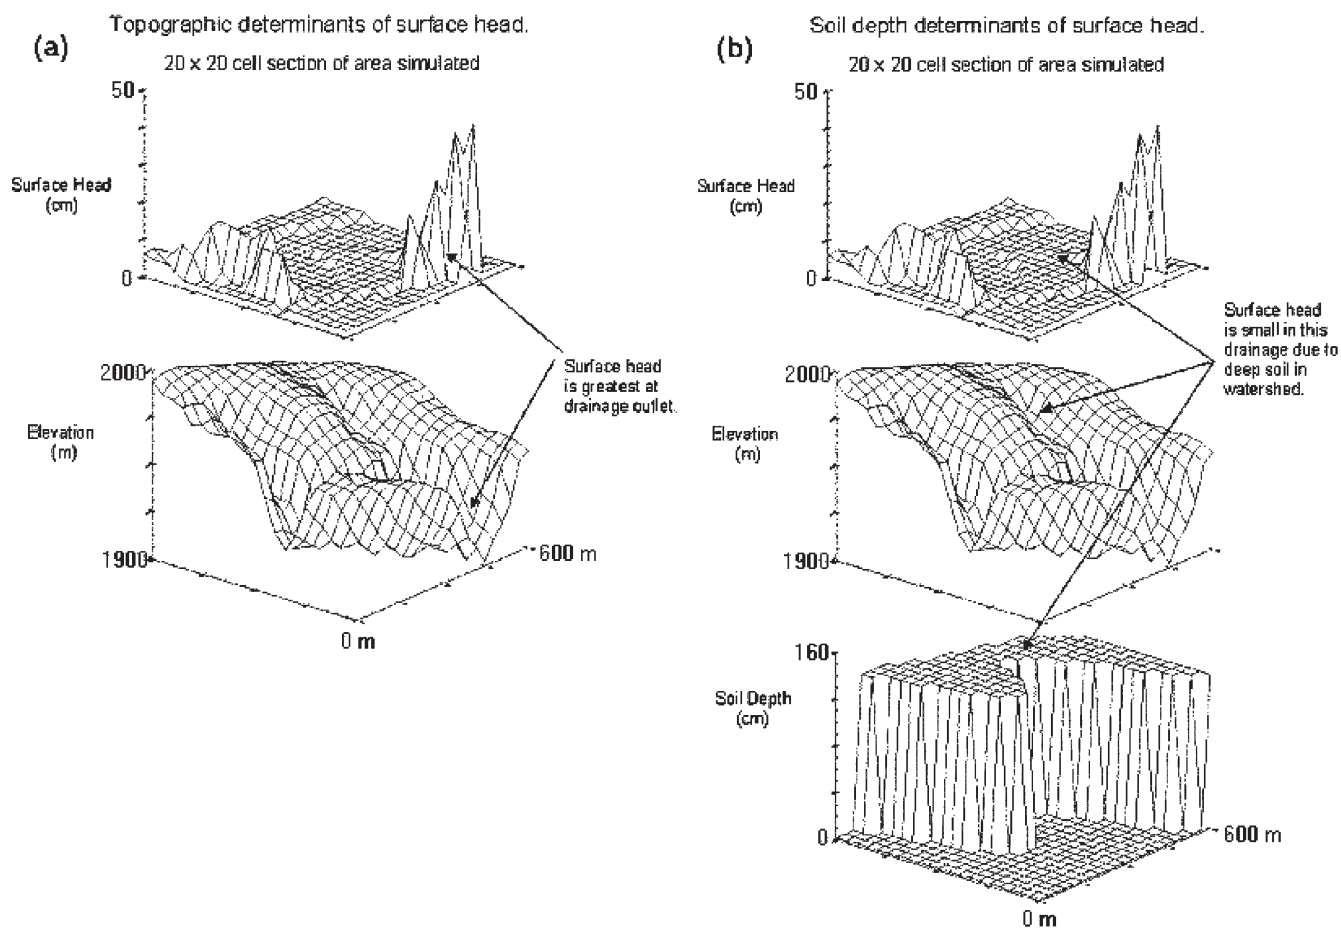 (a)
Topographic determinants of surface head.
20 x 20 cell section of area simulated
50
Surface Head
(cm)
0
2000
Surface head
is greatest at
drainage outlet.
Elevation
(m)
1900
600 m
0 m
(b)
Soil depth determinants of surface head.
20 x 20 cell section of area simulated
50
Surface Head
(cm)
0
Surface head
is small in this
drainage due to
deep soil in
watershed.
2000
Elevation
(m)
1900
160
Soil Depth
(cm)
0
600 m
0 m